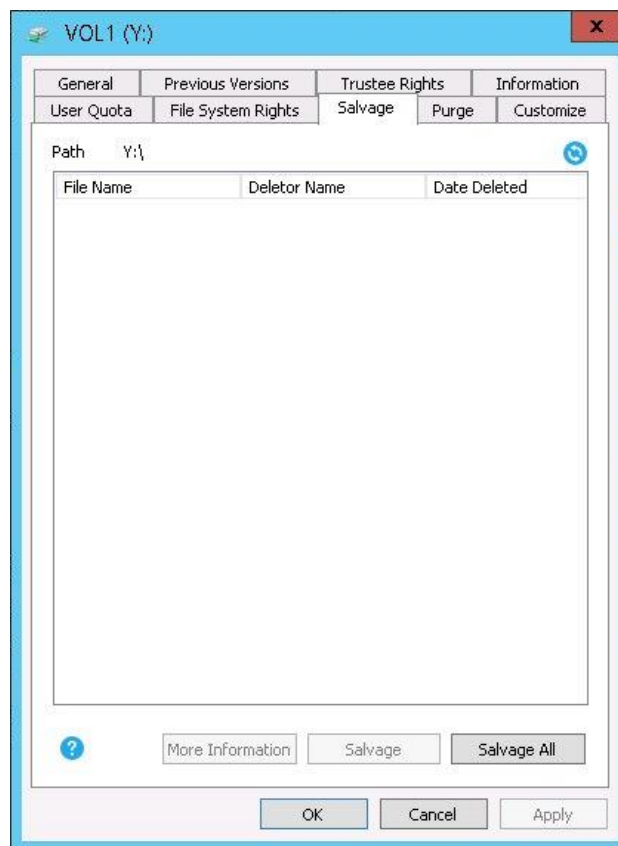 VOL1 (Y:)
x
General Previous Versions Trustee Rights Information
User Quota File System Rights Salvage Purge Customize
Path Y:\
File Name Deletor Name Date Deleted
? More Information Salvage Salvage All
OK Cancel Apply